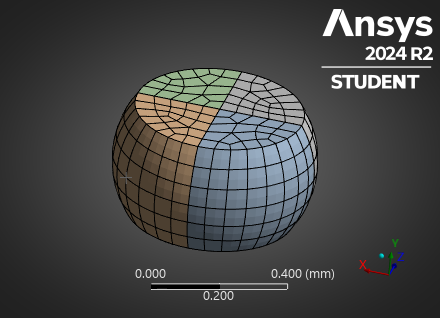 Ansys
2024 R2
STUDENT
Y
X
Z
0.000
0.400 (mm)
0.200